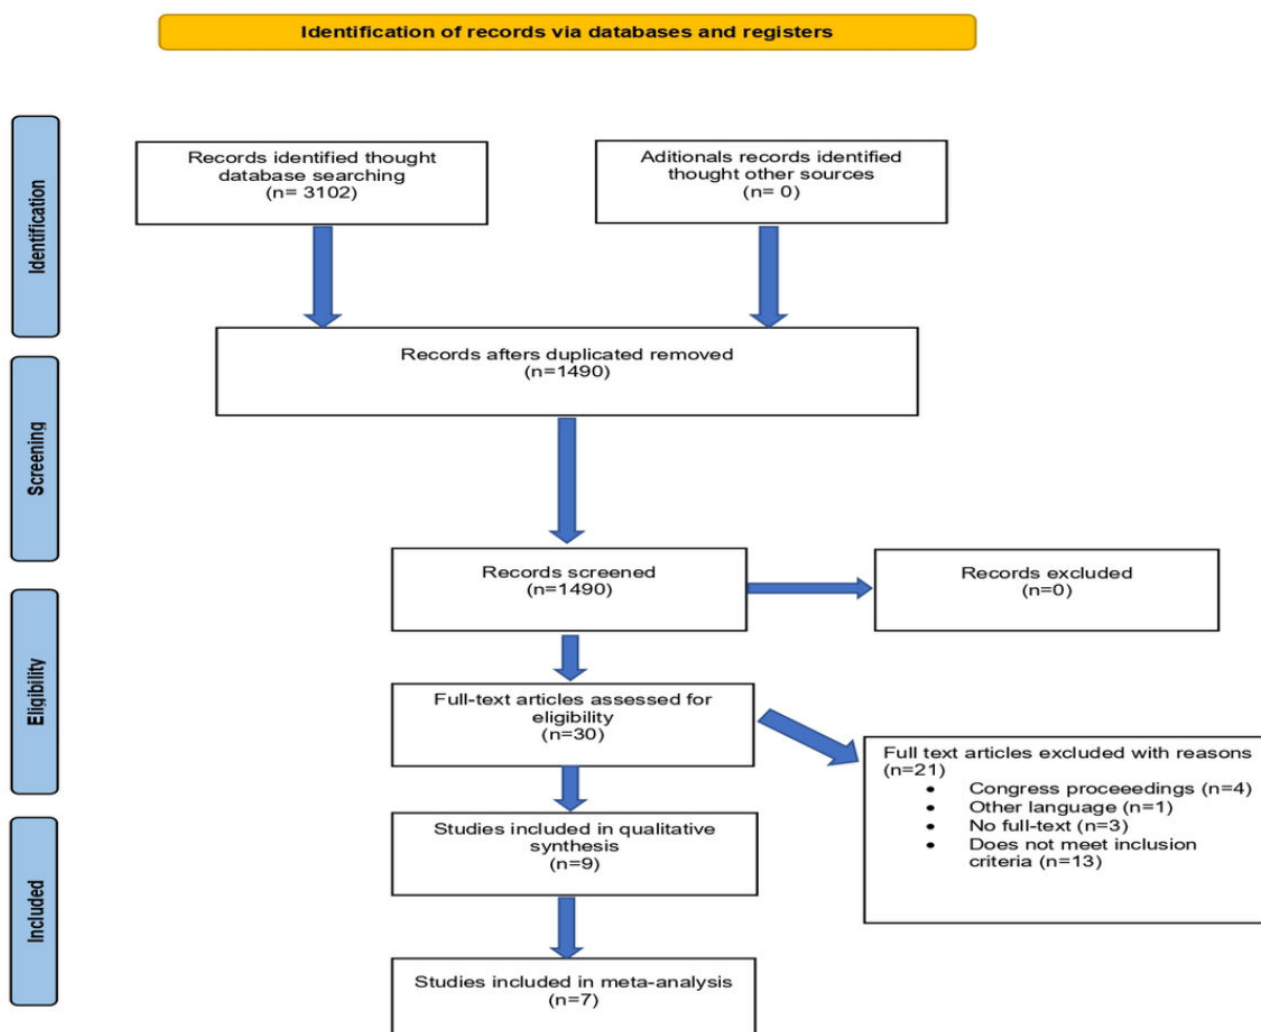 Identification of records via databases and registers
Identification
Records identified thought
database searching
(n= 3102)
Aditionals records identified
thought other sources
(n= 0)
Records afters duplicated removed
(n=1490)
Screening
Records screened
(n=1490)
Records excluded
(n=0)
Eligibility
Full-text articles assessed for
eligibility
(n=30)
Full text articles excluded with reasons
(n=21)
• Congress proceeedings (n=4)
• Other language (n=1)
• No full-text (n=3)
• Does not meet inclusion
criteria (n=13)
Included
Studies included in qualitative
synthesis
(n=9)
Studies included in meta-analysis
(n=7)